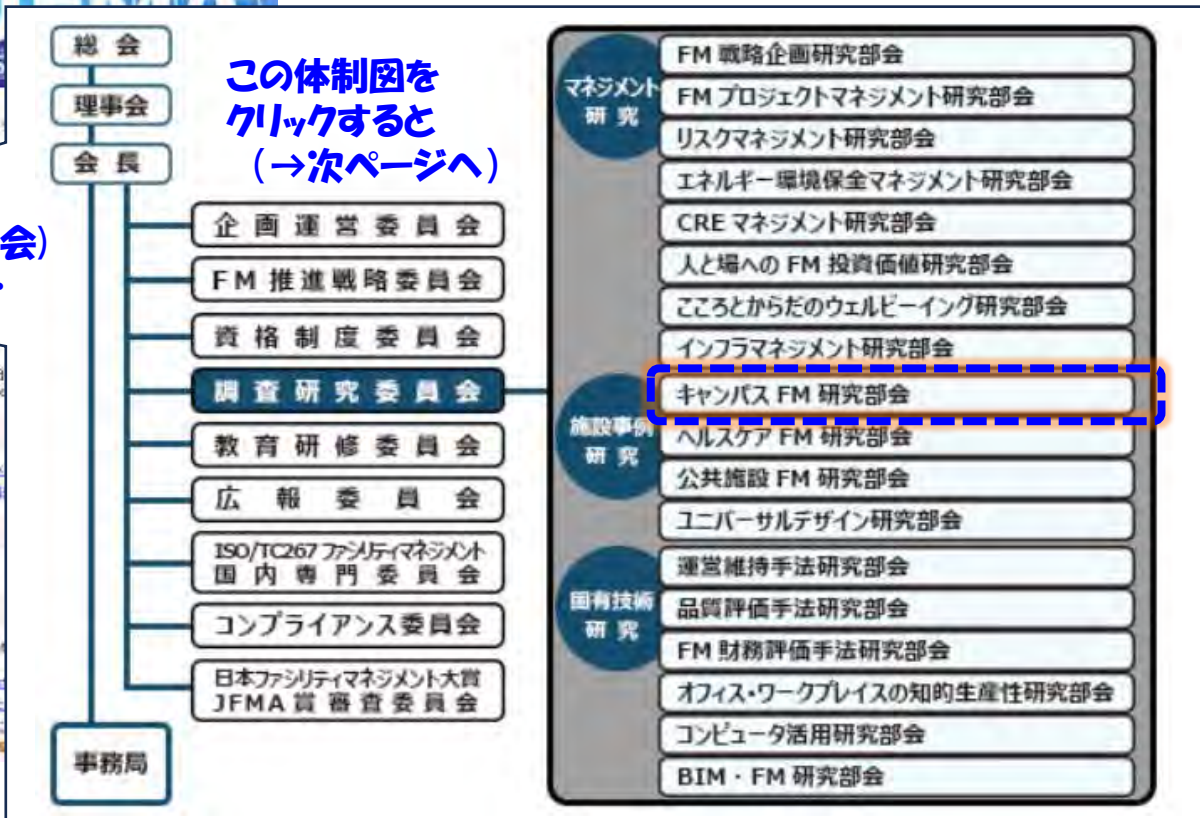 総会
理事会
会長
この体制図を
クリックすると
(→次ページへ)
会)
企画運営委員会
FM推進戦略委員会
資格制度委員会
調査研究委員会
教育研修委員会
広報委員会
ISO/TC267 ファシリティマネジメント
国内専門委員会
コンプライアンス委員会
日本ファシリティマネジメント大賞
JFMA賞審査委員会
事務局
マネジメント
研究
FM 戦略企画研究部会
FM プロジェクトマネジメント研究部会
リスクマネジメント研究部会
エネルギー環境保全マネジメント研究部会
CRE マネジメント研究部会
人と場への FM 投資価値研究部会
こころとからだのウェルビーイング研究部会
インフラマネジメント研究部会
施設事例
研究
キャンパス FM 研究部会
ヘルスケア FM 研究部会
公共施設 FM 研究部会
ユニバーサルデザイン研究部会
固有技術
研究
運営維持手法研究部会
品質評価手法研究部会
FM 財務評価手法研究部会
オフィス・ワークプレイスの知的生産性研究部会
コンピュータ活用研究部会
BIM・FM 研究部会